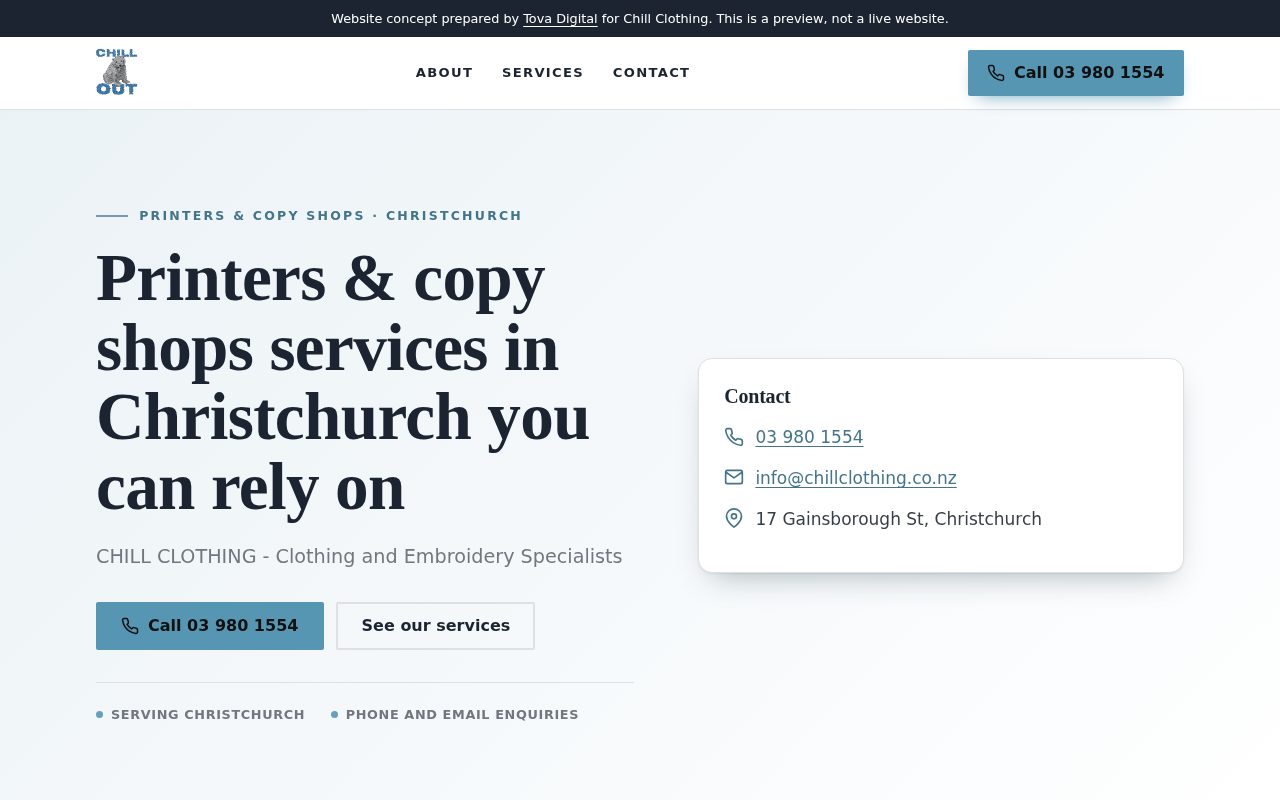 Website concept prepared by Tova Digital for Chill Clothing. This is a preview, not a live website.
CHILL
OUT
ABOUT
SERVICES
CONTACT
Call 03 980 1554
PRINTERS & COPY SHOPS · CHRISTCHURCH
Printers & copy
shops services in
Christchurch you
can rely on
CHILL CLOTHING - Clothing and Embroidery Specialists
Call 03 980 1554
See our services
SERVING CHRISTCHURCH
PHONE AND EMAIL ENQUIRIES
Contact
03 980 1554
info@chillclothing.co.nz
17 Gainsborough St, Christchurch